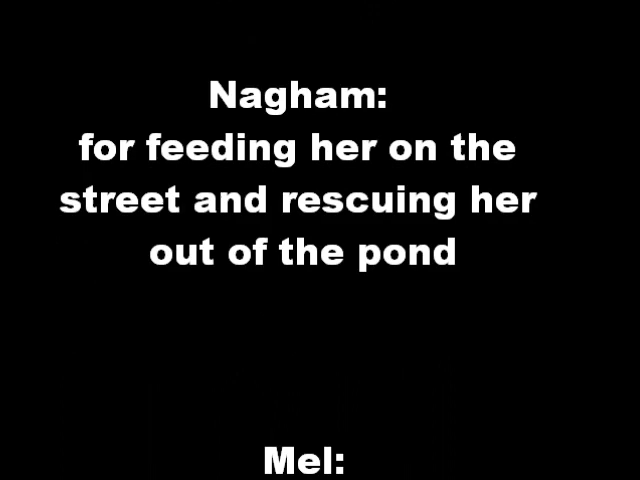 Nagham:
for feeding her on the
street and rescuing her
out of the pond
Mel: